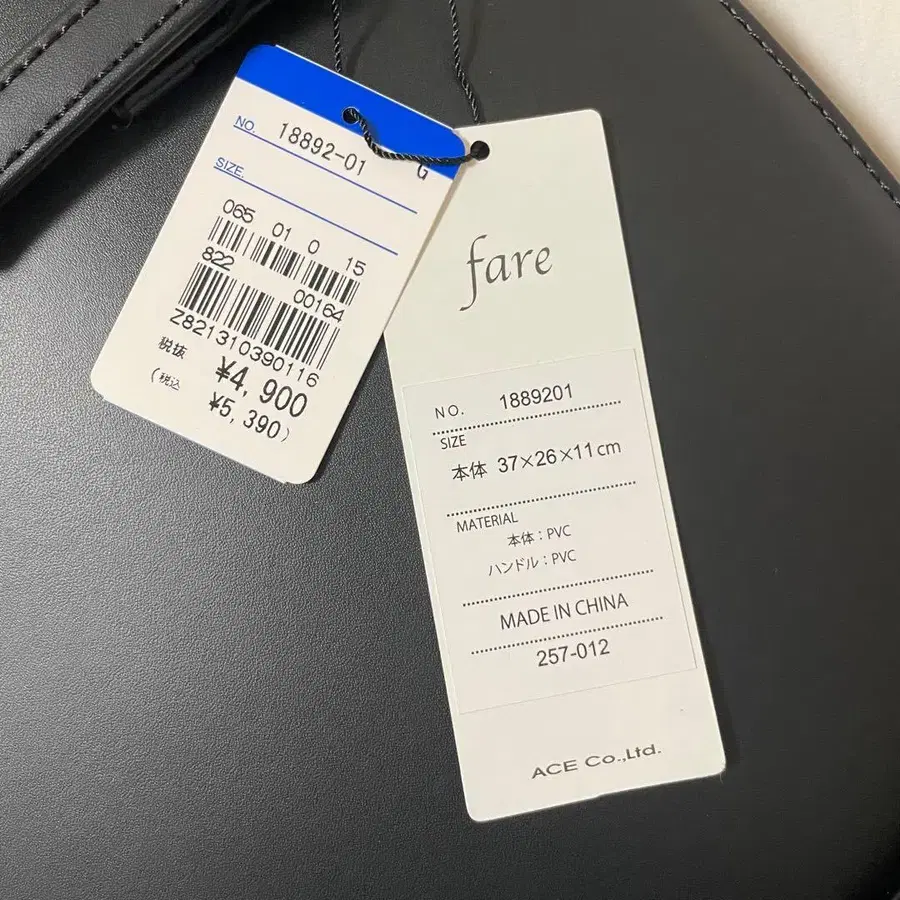 NO. 18892-01 G
SIZE.
065 01 0 15
822 00164
Z821310390116
税抜 ¥4,900
(税込 ¥5,390)
fare
NO. 1889201
SIZE
本体 37×26×11cm
MATERIAL
本体：PVC
ハンドル：PVC
MADE IN CHINA
257-012
ACE Co.,Ltd.